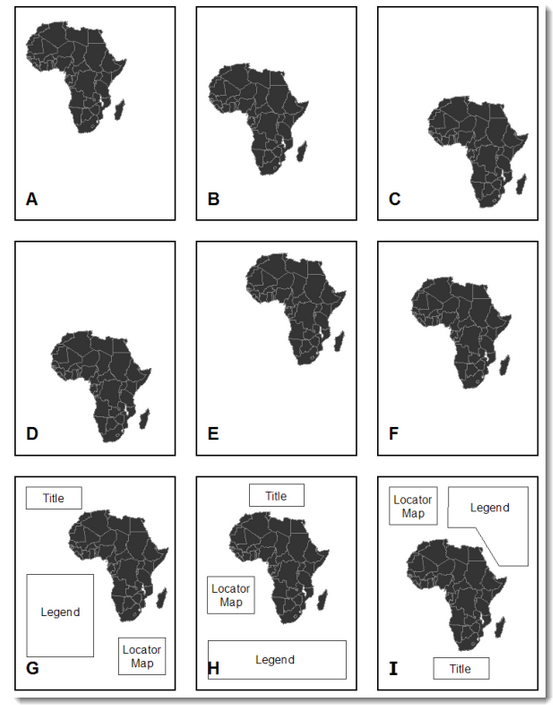 A
B
C
D
E
F
Title
Legend
Locator
Map
G
Title
Locator
Map
Legend
H
Locator
Map
Legend
Title
I